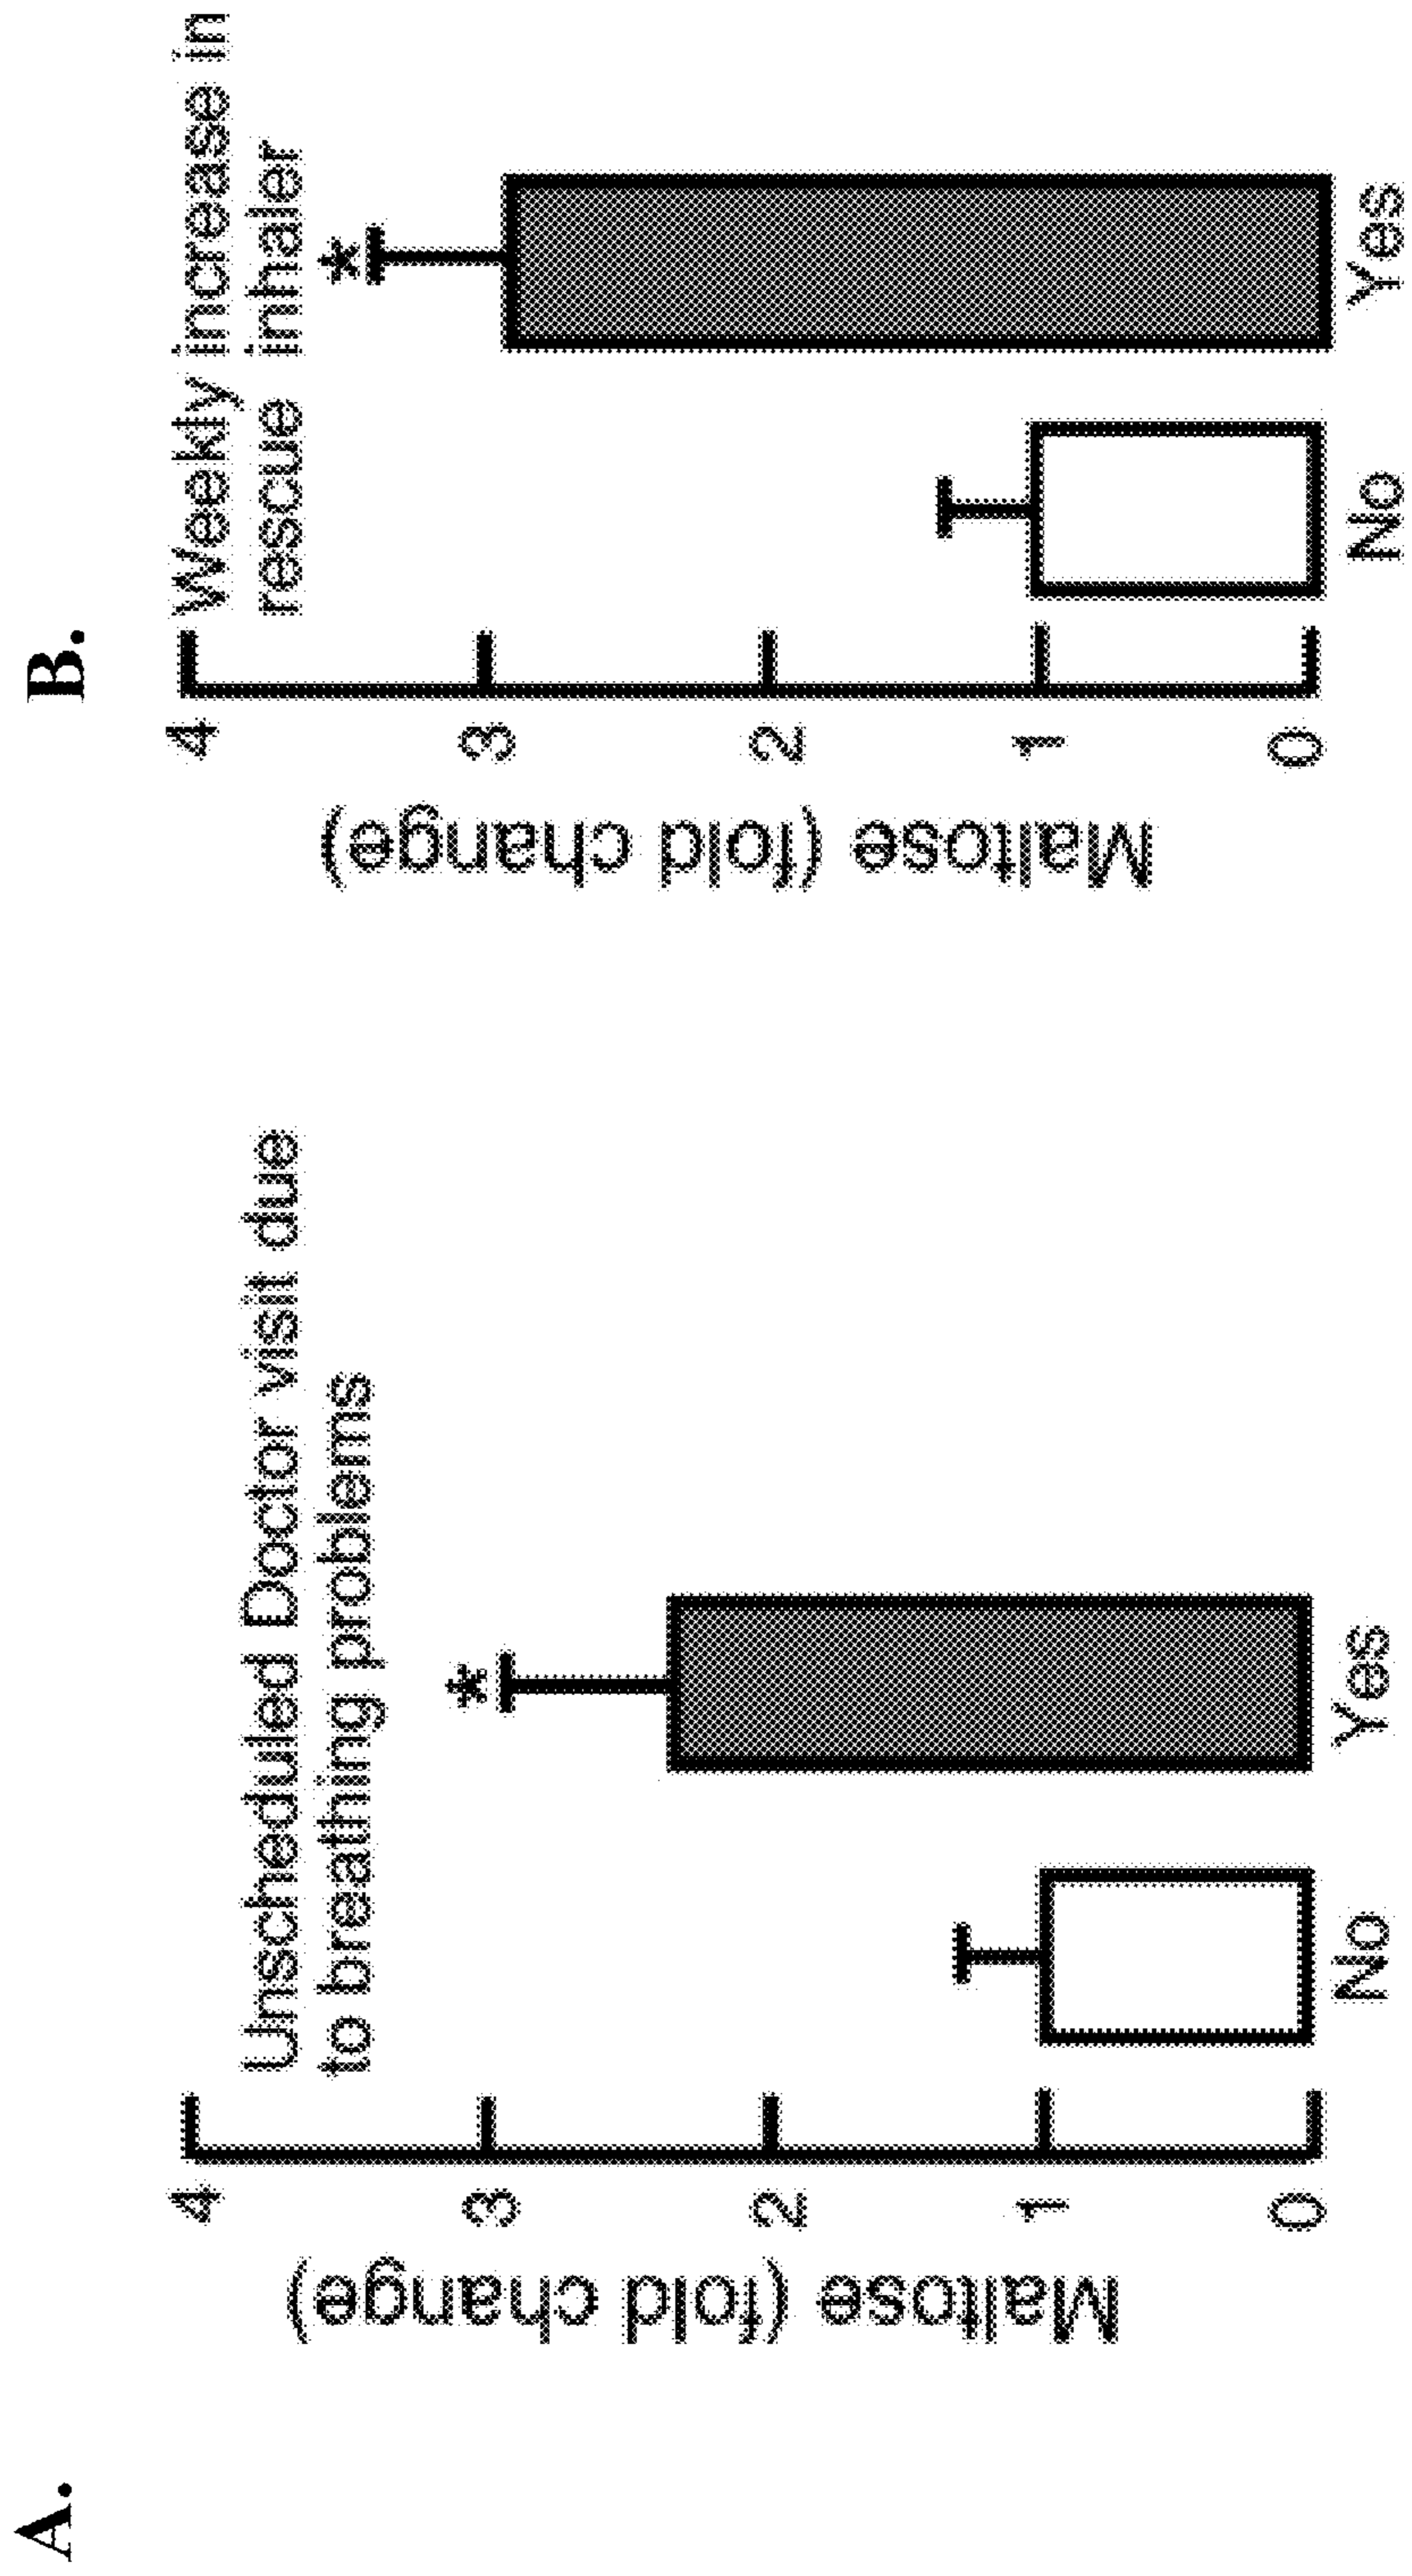 A.
Unscheduled Doctor visit due
to breathing problems
Maltose (fold change)
4
3
2
1
0
*
No
Yes
B.
Weekly increase in
rescue inhaler
Maltose (fold change)
4
3
2
1
0
*
No
Yes